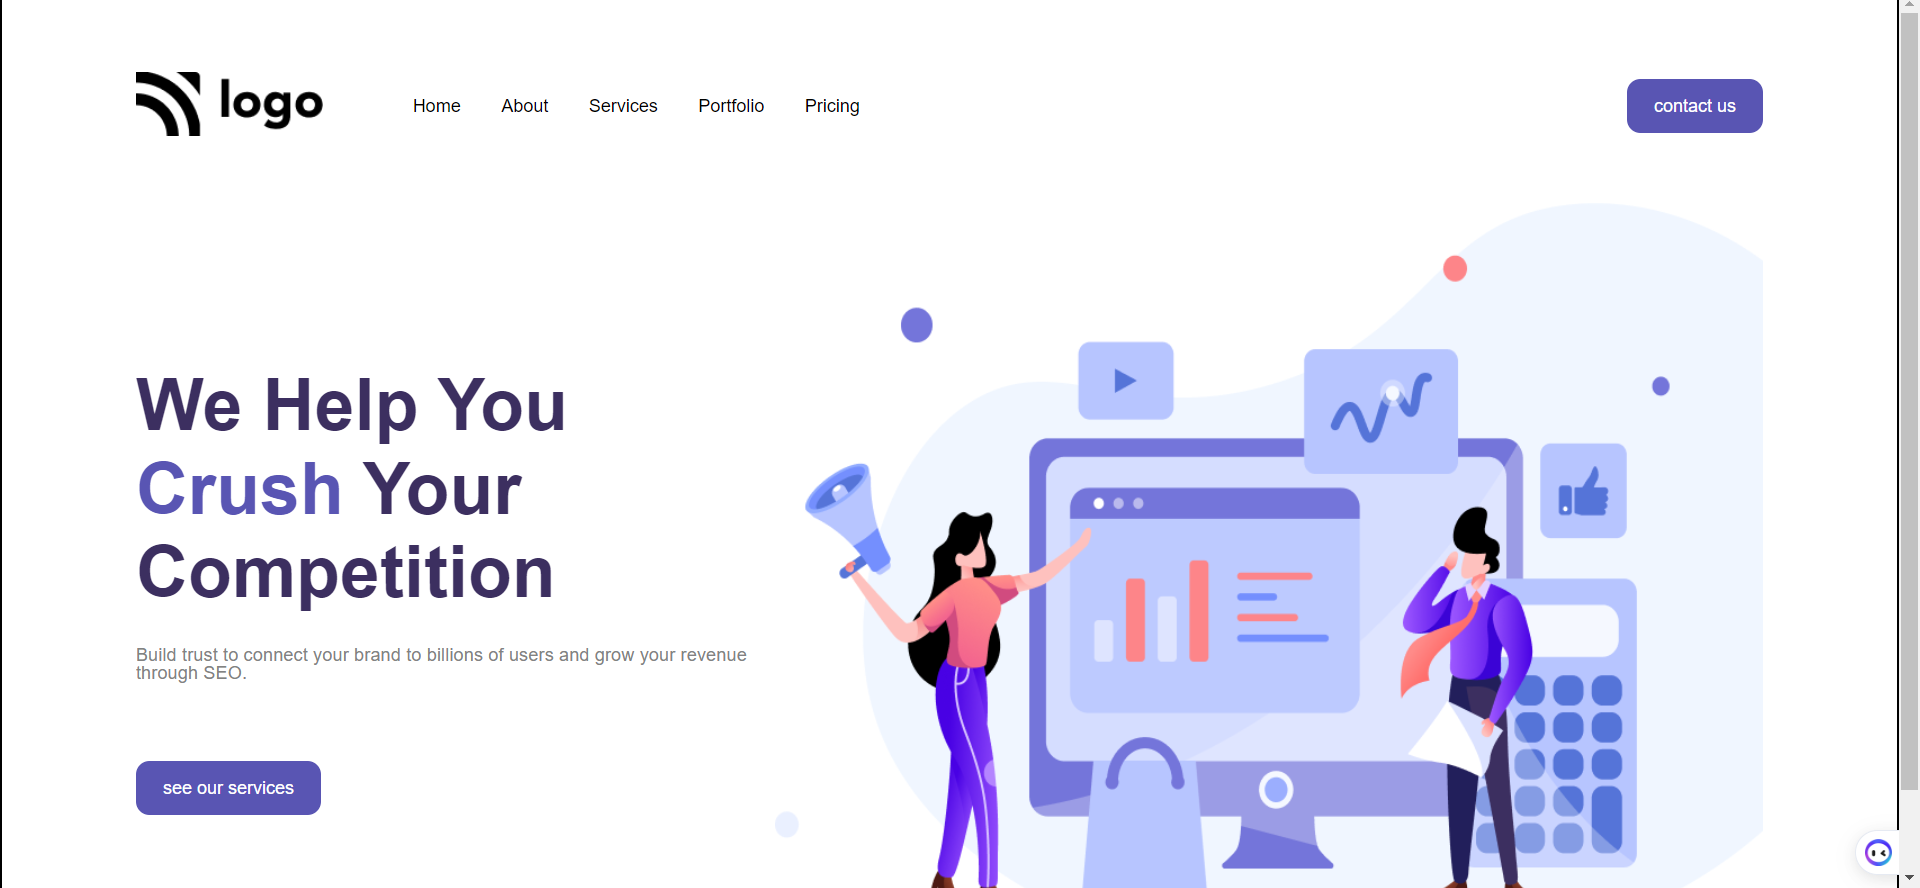 logo
Home About Services Portfolio Pricing
contact us
We Help You
Crush Your
Competition
Build trust to connect your brand to billions of users and grow your revenue
through SEO.
see our services